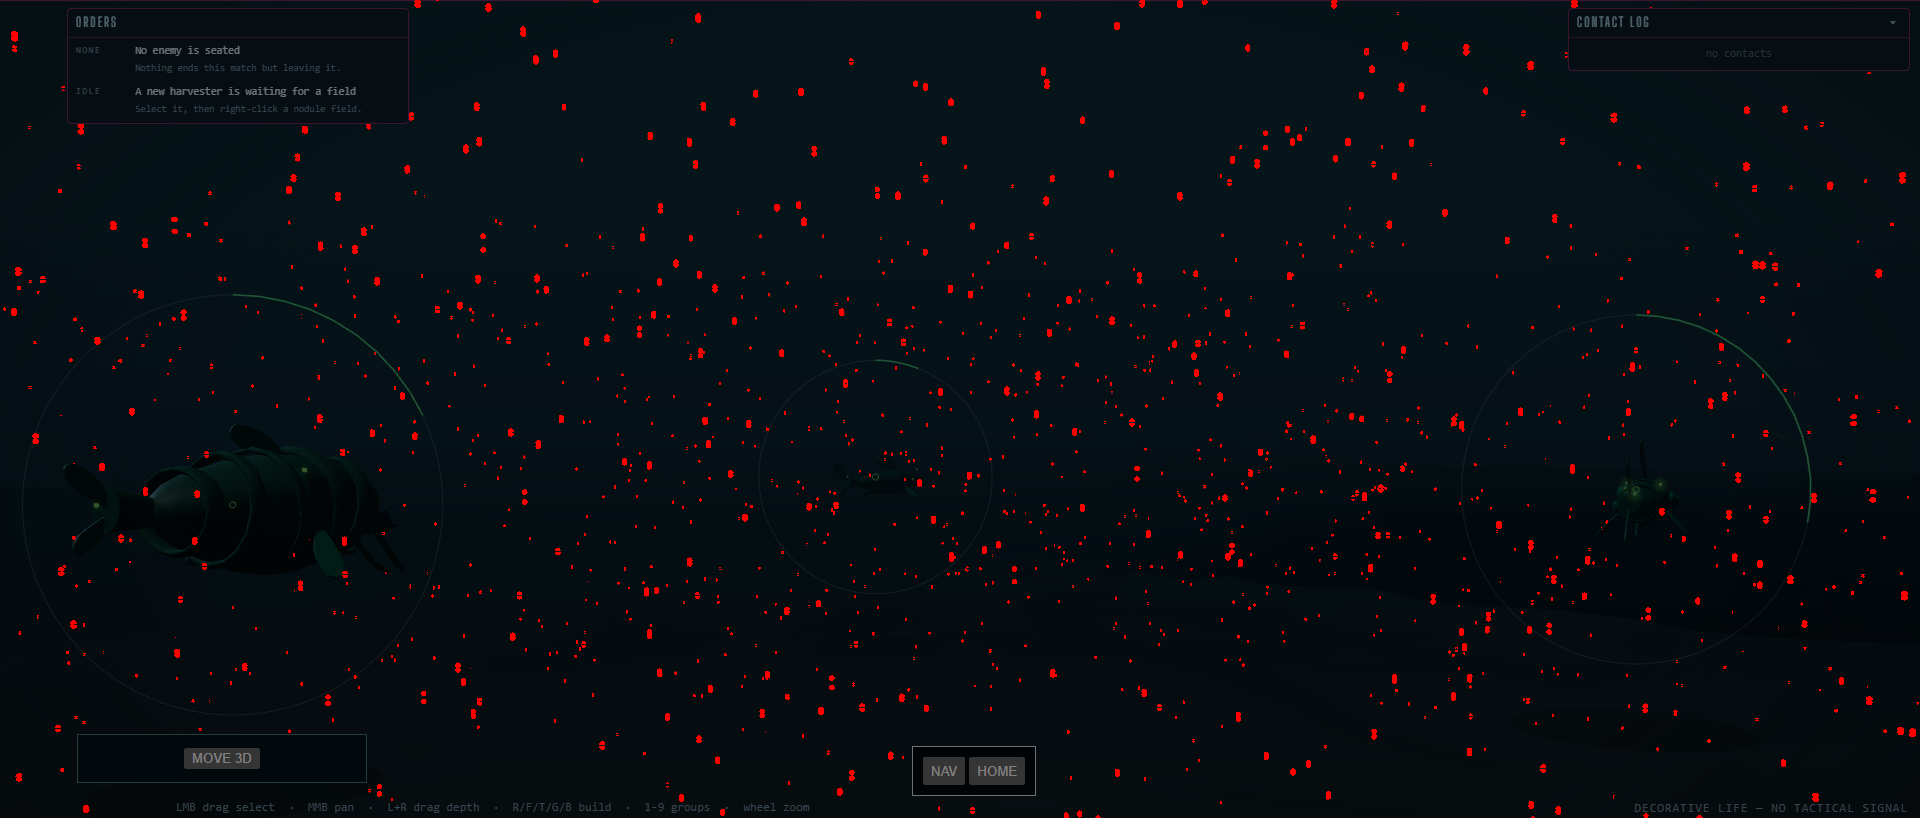 ORDERS
NONE No enemy is seated
Nothing ends this match but leaving it.
IDLE A new harvester is waiting for a field
Select it, then right-click a nodule field.
CONTACT LOG
no contacts
MOVE 3D
NAV HOME
LMB drag select · MMB pan · L+R drag depth · R/F/T/G/B build · 1-9 groups · wheel zoom
DECORATIVE LIFE — NO TACTICAL SIGNAL